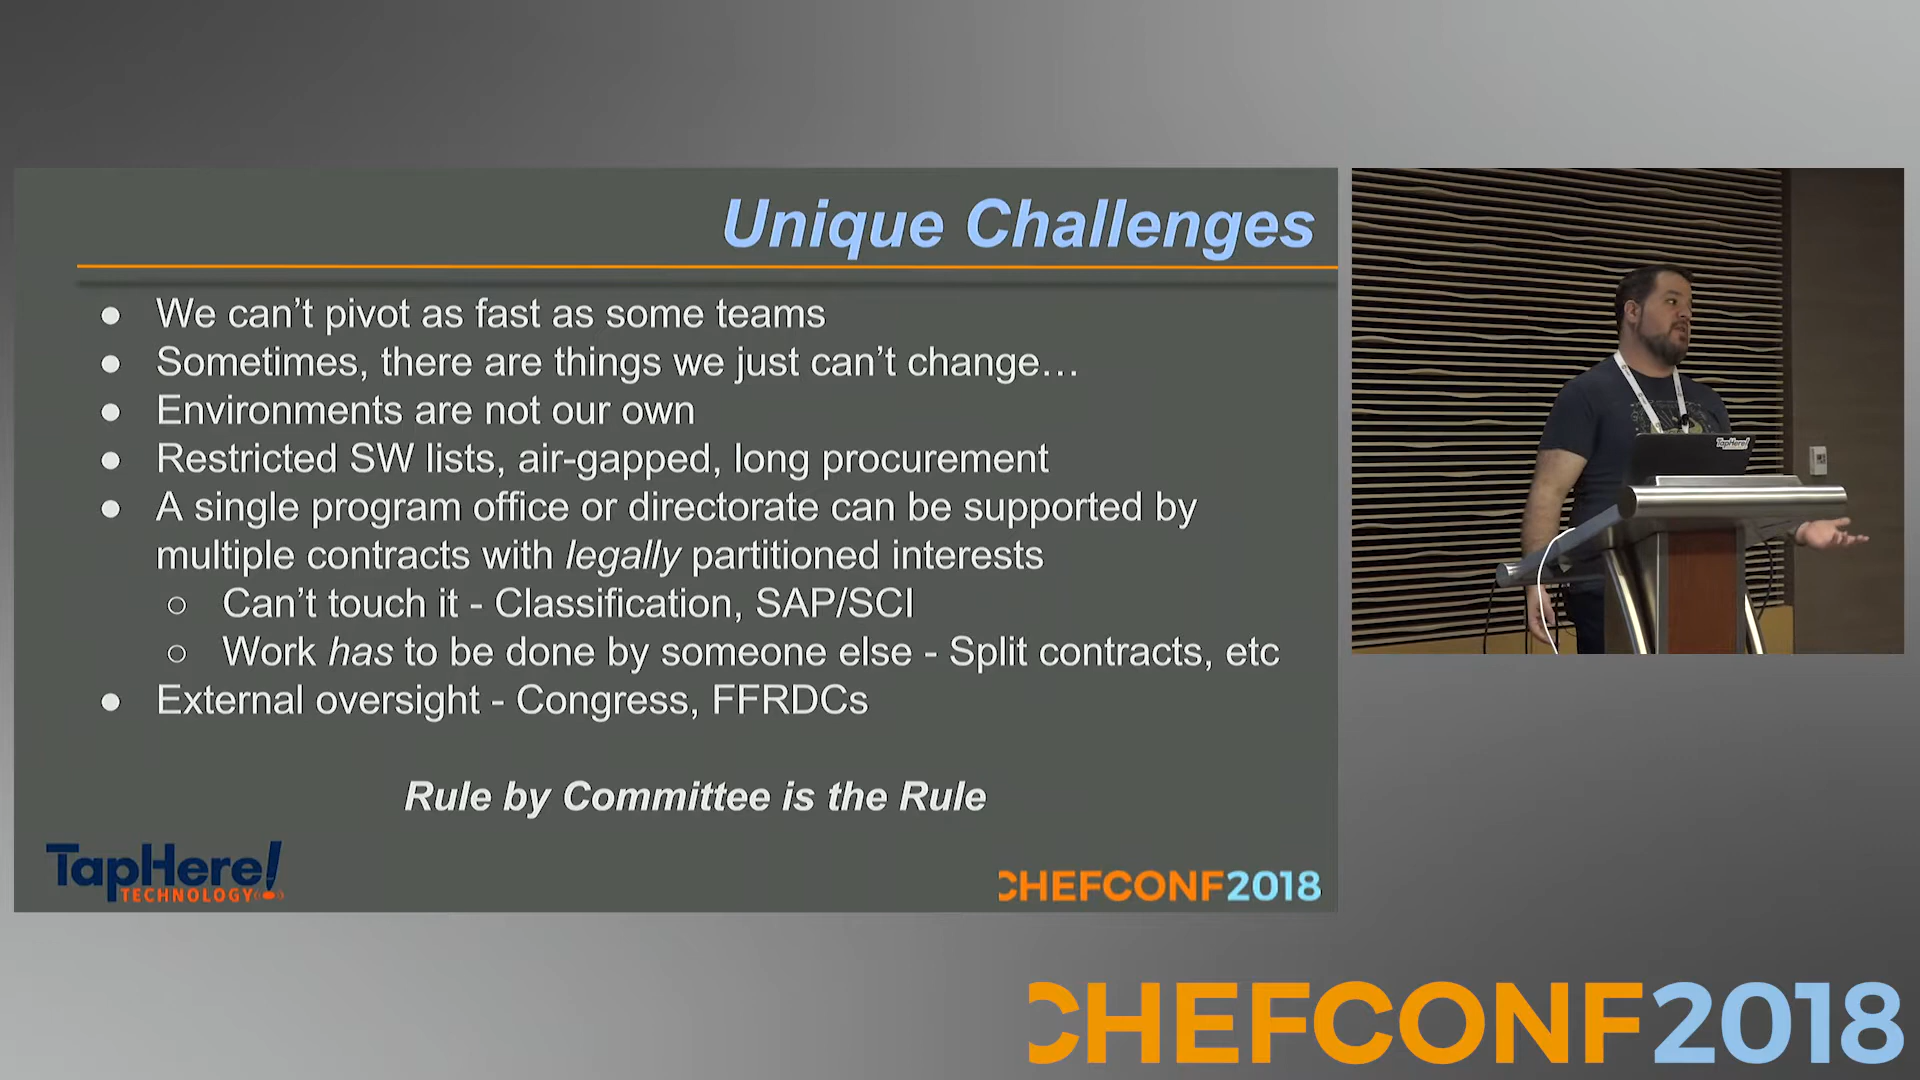 Unique Challenges
● We can't pivot as fast as some teams
● Sometimes, there are things we just can't change…
● Environments are not our own
● Restricted SW lists, air-gapped, long procurement
● A single program office or directorate can be supported by
multiple contracts with legally partitioned interests
○ Can't touch it - Classification, SAP/SCI
○ Work has to be done by someone else - Split contracts, etc
● External oversight - Congress, FFRDCs
Rule by Committee is the Rule
TapHere!
TECHNOLOGY
CHEFCONF2018
TapHere!
CHEFCONF2018